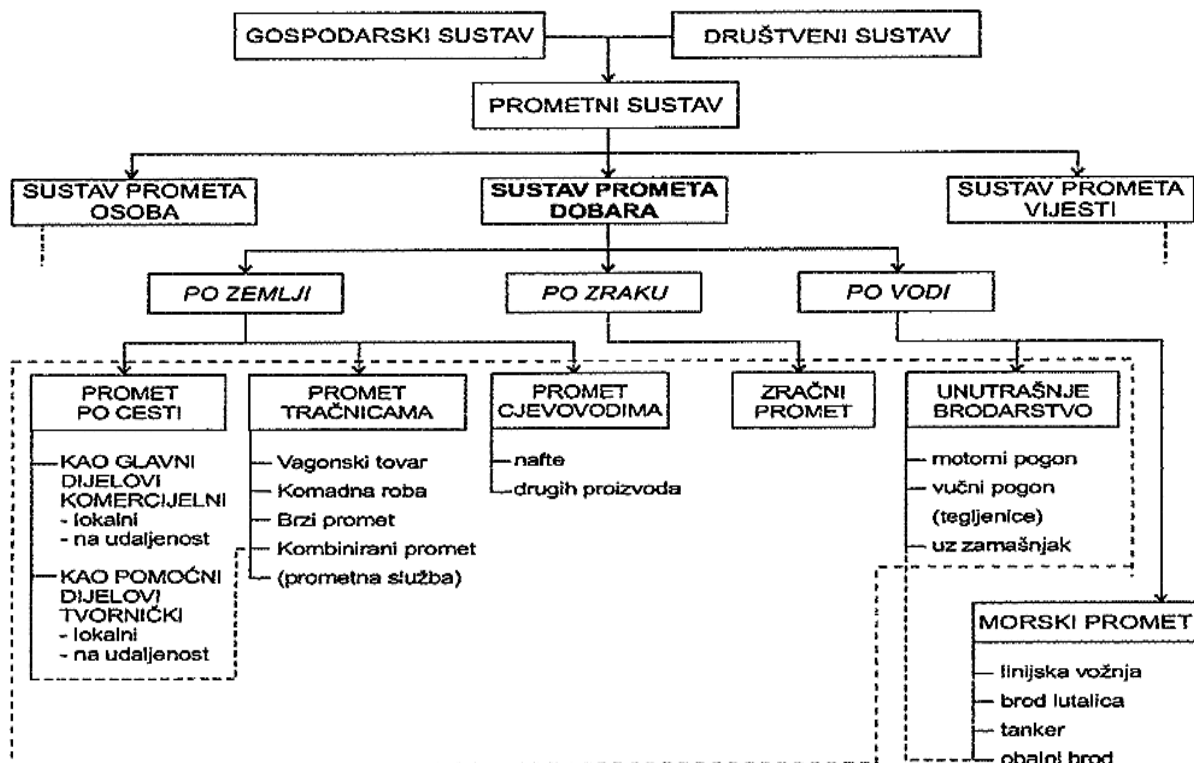 GOSPODARSKI SUSTAV
DRUŠTVENI SUSTAV
PROMETNI SUSTAV
SUSTAV PROMETA
OSOBA
SUSTAV PROMETA
DOBARA
SUSTAV PROMETA
VIJESTI
PO ZEMLJI
PO ZRAKU
PO VODI
PROMET
PO CESTI
KAO GLAVNI
DIJELOVI
KOMERCIJELNI
- lokalni
- na udaljenost
KAO POMOĆNI
DIJELOVI
TVORNIČKI
- lokalni
- na udaljenost
PROMET
TRAČNICAMA
Vagonski tovar
Komadna roba
Brzi promet
Kombinirani promet
(prometna služba)
PROMET
CJEVOVODIMA
nafte
drugih proizvoda
ZRAČNI
PROMET
UNUTRAŠNJE
BRODARSTVO
motorni pogon
vučni pogon
(tegljenice)
uz zamašnjak
MORSKI PROMET
linijska vožnja
brod lutalica
tanker
obalni brod